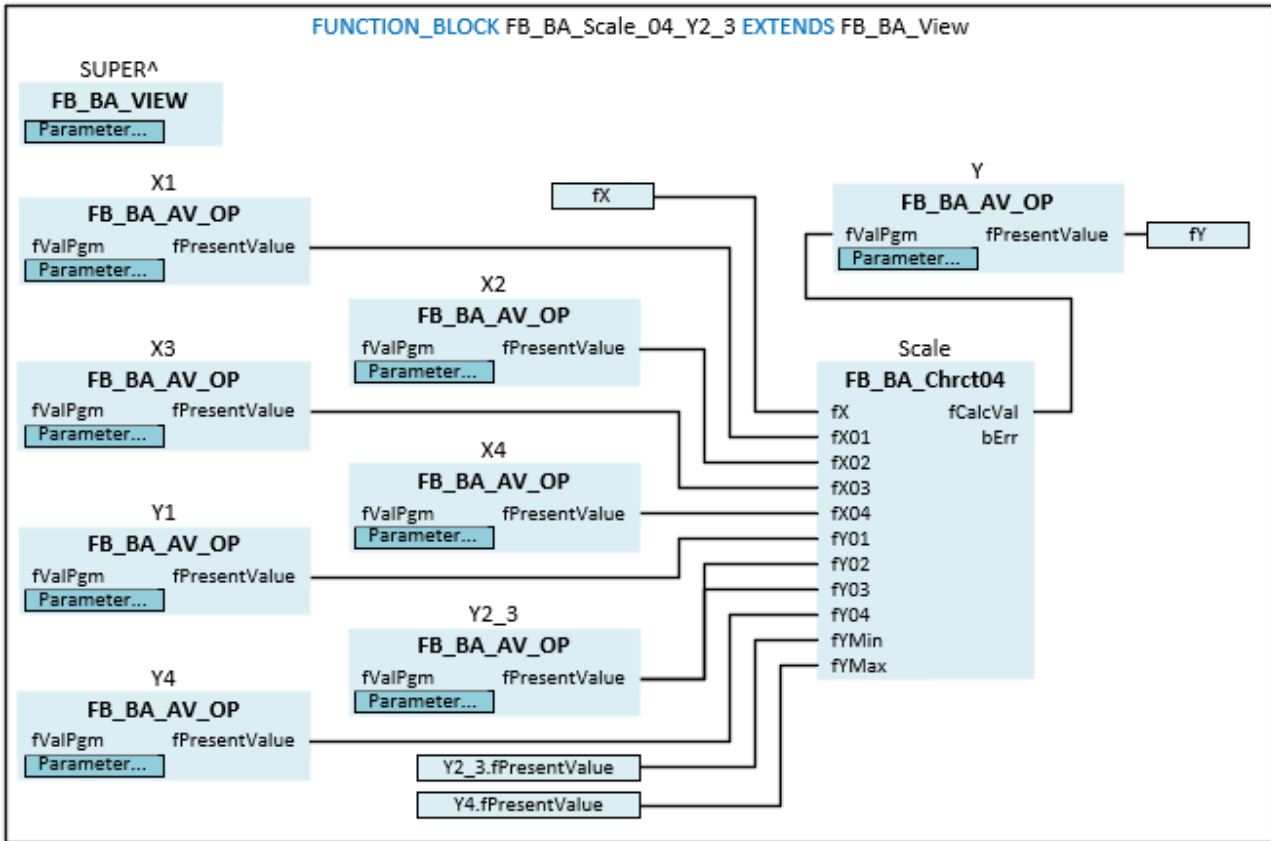 FUNCTION_BLOCK FB_BA_Scale_04_Y2_3 EXTENDS FB_BA_View
SUPER^
FB_BA_VIEW
Parameter...
X1
FB_BA_AV_OP
fValPgm fPresentValue
Parameter...
fX
Y
FB_BA_AV_OP
fValPgm fPresentValue
Parameter...
fY
X2
FB_BA_AV_OP
fValPgm fPresentValue
Parameter...
X3
FB_BA_AV_OP
fValPgm fPresentValue
Parameter...
Scale
FB_BA_Chrct04
fX fCalcVal
fX01 bErr
fX02
fX03
fX04
fY01
fY02
fY03
fY04
fYMin
fYMax
X4
FB_BA_AV_OP
fValPgm fPresentValue
Parameter...
Y1
FB_BA_AV_OP
fValPgm fPresentValue
Parameter...
Y2_3
FB_BA_AV_OP
fValPgm fPresentValue
Parameter...
Y4
FB_BA_AV_OP
fValPgm fPresentValue
Parameter...
Y2_3.fPresentValue
Y4.fPresentValue